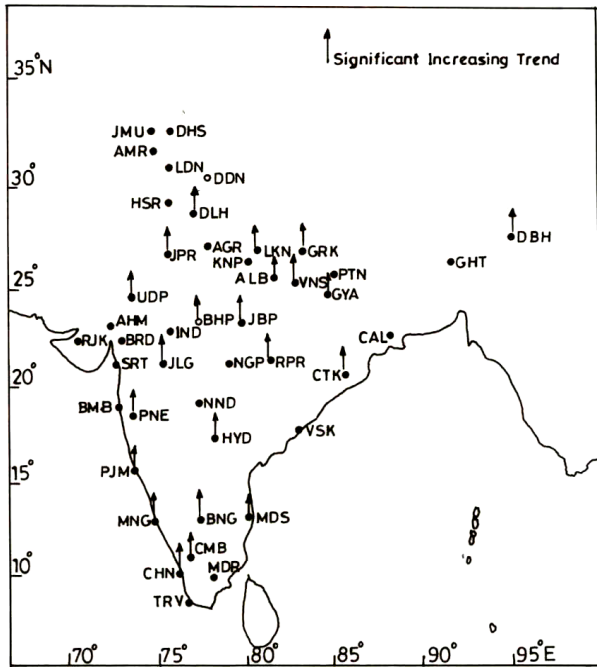 Significant Increasing Trend
35°N
JMU DHS
AMR
LDN
30° DDN
HSR
DLH
DBH
JPR AGR LKN GRK
KNP GHT
25° ALB VNS PTN
GYA
UDP
AHM IND BHP JBP
RJK BRD CAL
SRT JLG NGP RPR
20° CTK
BMB PNE NND
HYD VSK
15° PJM
MNG BNG MDS
CMB
10° CHN MDR
TRV
70° 75° 80° 85° 90° 95°E